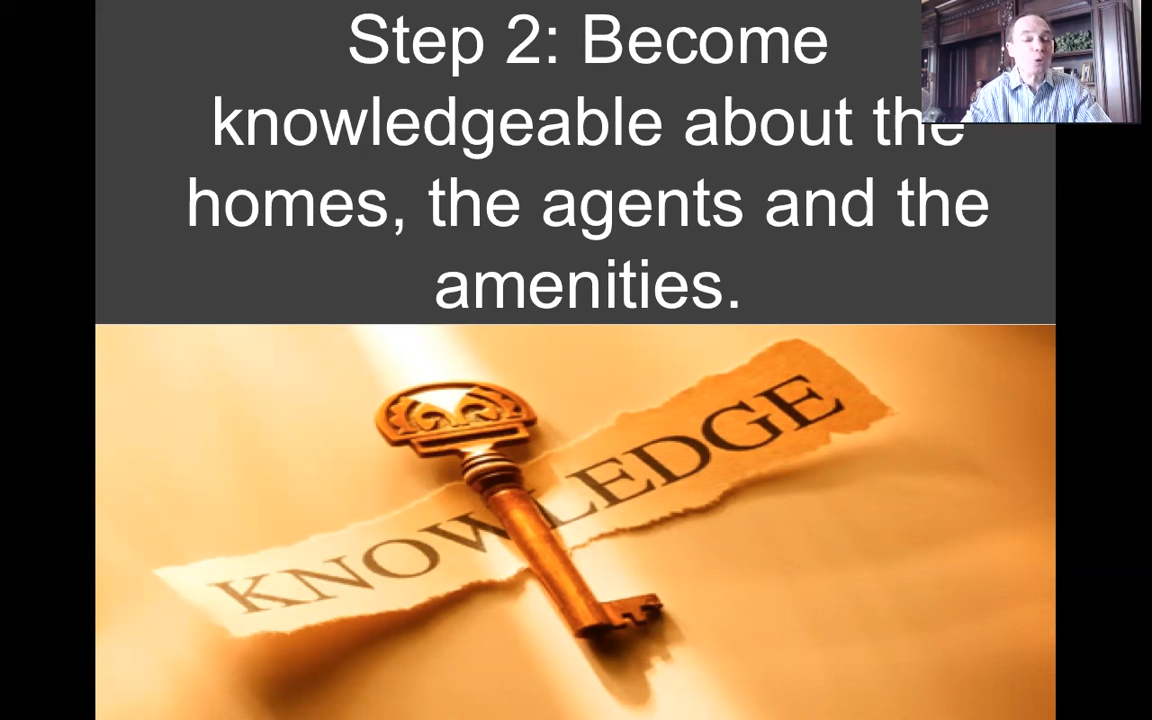 Step 2: Become
knowledgeable about the
homes, the agents and the
amenities.
KNOWLEDGE